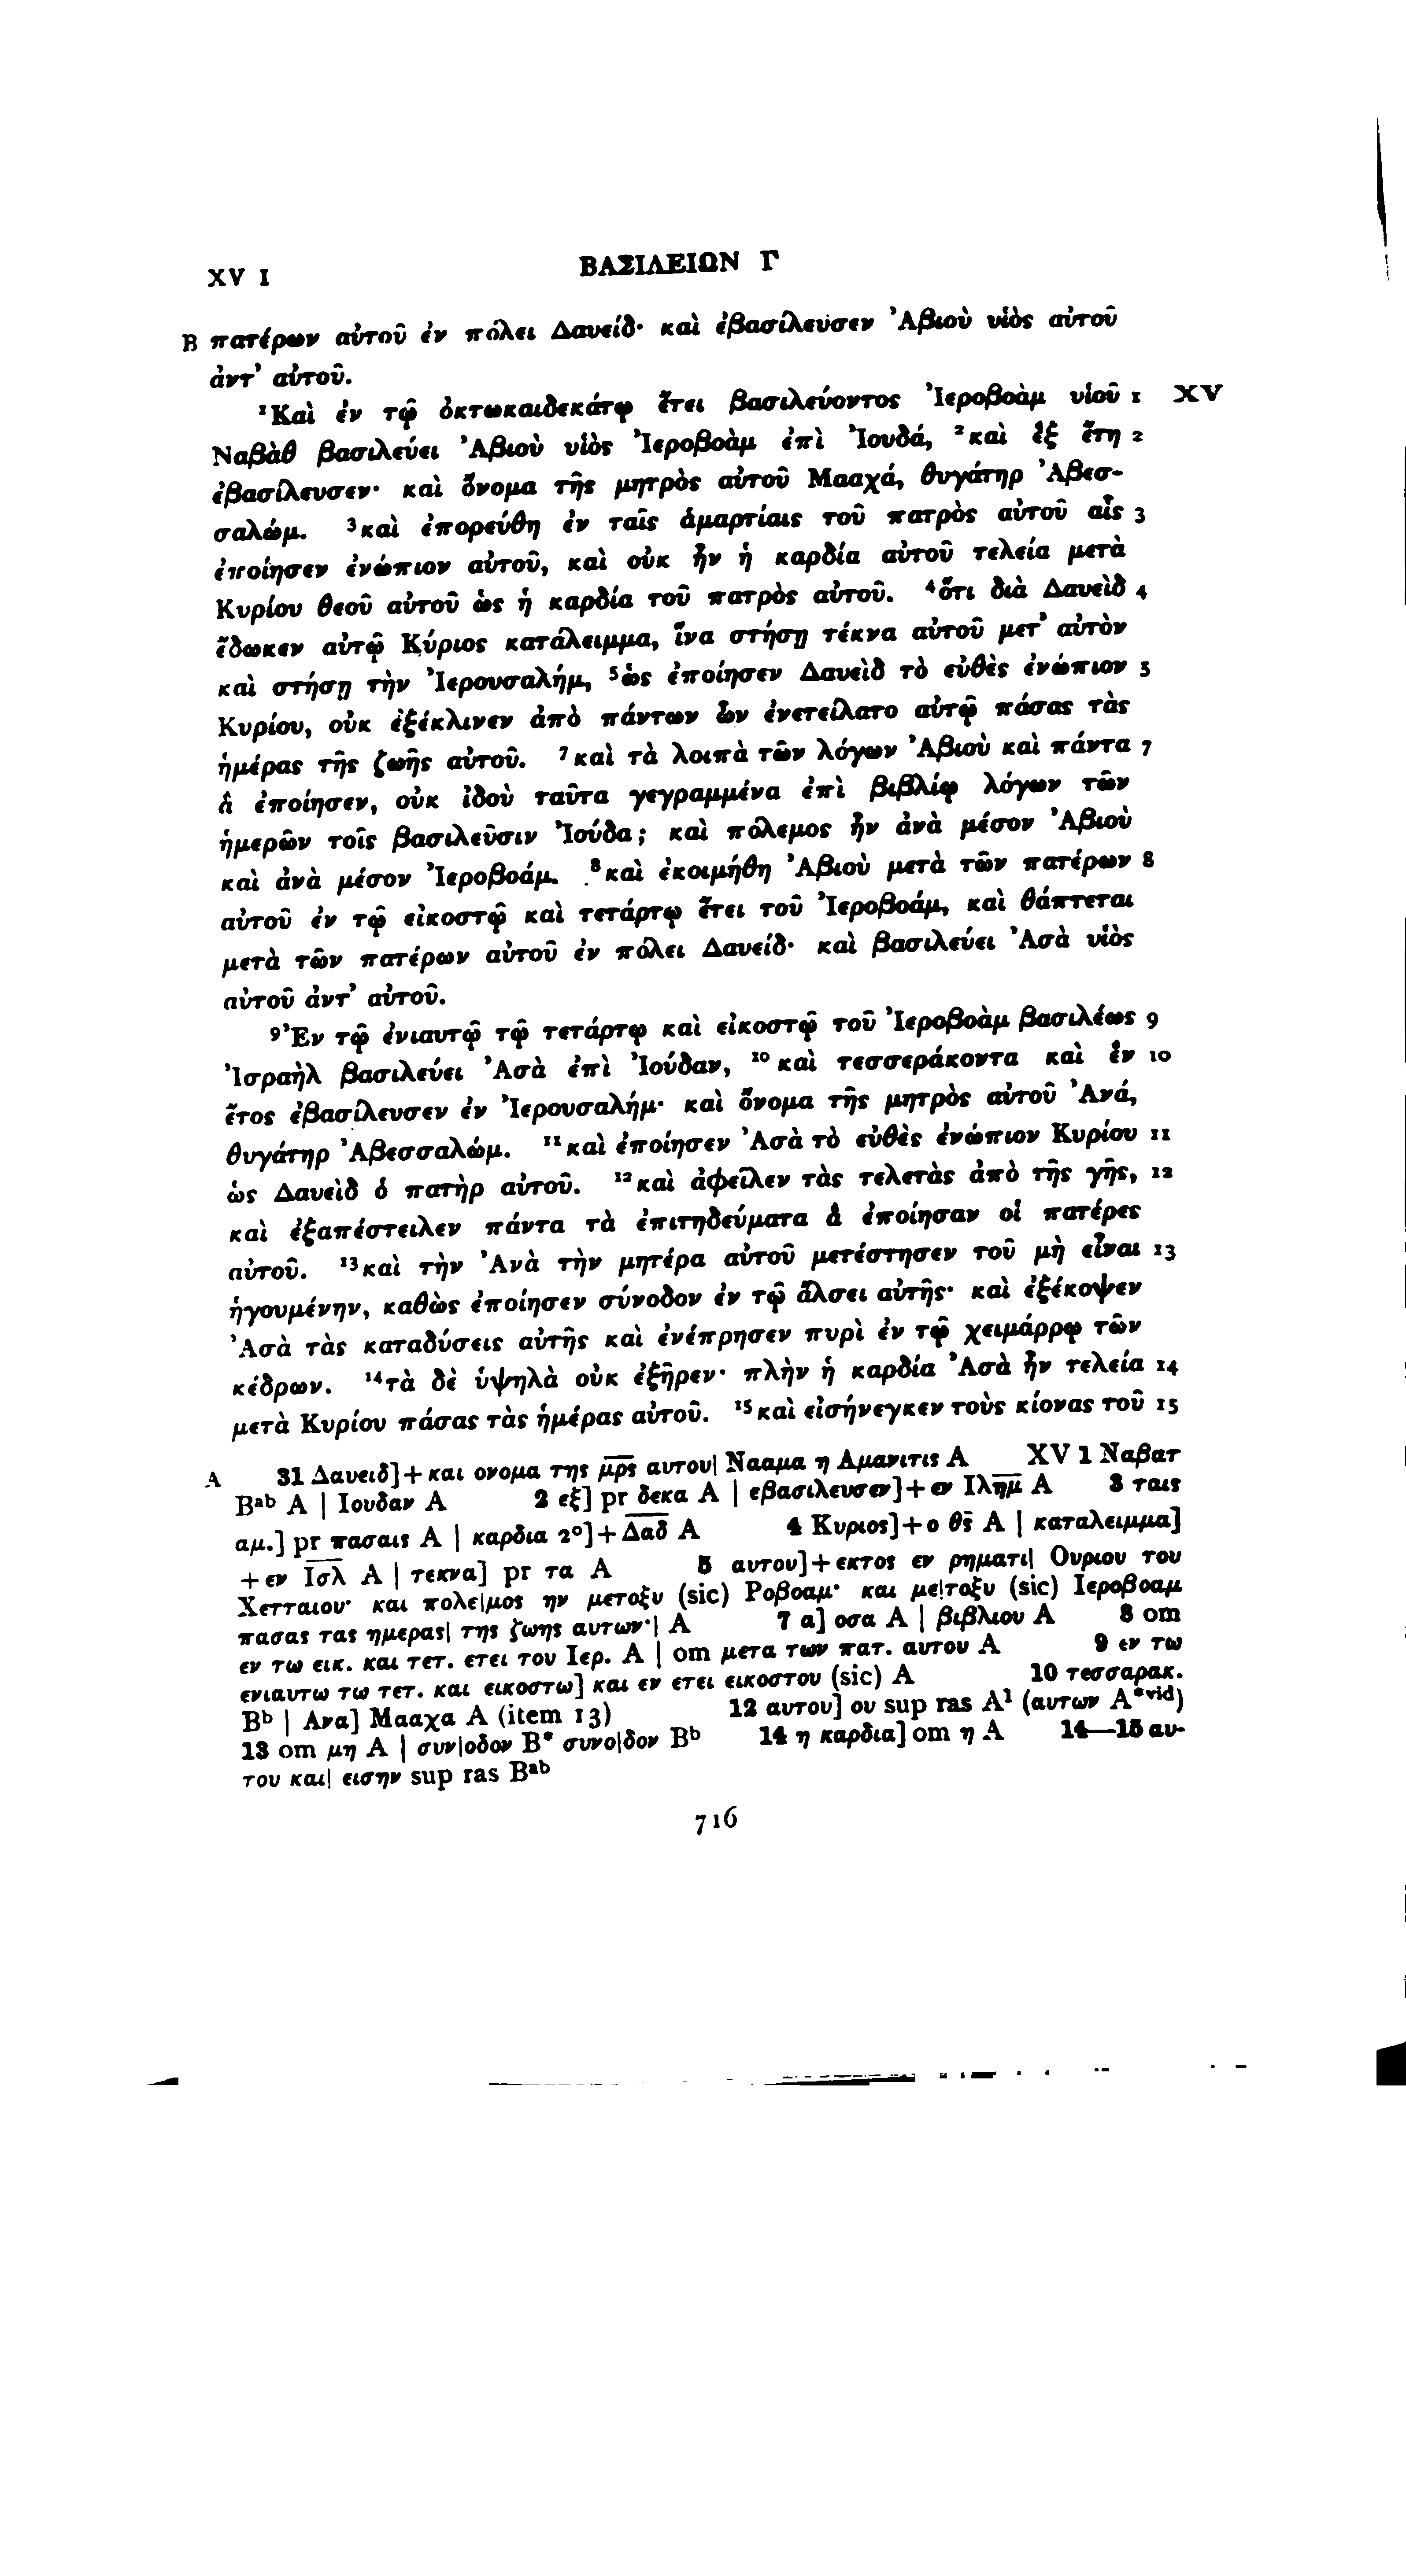 XV 1
ΒΑΣΙΛΕΙΩΝ Γ
B πατέρων αὐτοῦ ἐν πόλει Δαυείδ· καὶ ἐβασίλευσεν Ἀβιοὺ υἱὸς αὐτοῦ
ἀντ’ αὐτοῦ.
¹Καὶ ἐν τῷ ὀκτωκαιδεκάτῳ ἔτει βασιλεύοντος Ἰεροβοὰμ υἱοῦ 1 XV
Ναβὰθ βασιλεύει Ἀβιοὺ υἱὸς Ἰεροβοὰμ ἐπὶ Ἰουδά, ²καὶ ἓξ ἔτη 2
ἐβασίλευσεν· καὶ ὄνομα τῆς μητρὸς αὐτοῦ Μααχά, θυγάτηρ Ἀβεσ-
σαλώμ. ³καὶ ἐπορεύθη ἐν ταῖς ἁμαρτίαις τοῦ πατρὸς αὐτοῦ αἷς 3
ἐποίησεν ἐνώπιον αὐτοῦ, καὶ οὐκ ἦν ἡ καρδία αὐτοῦ τελεία μετὰ
Κυρίου θεοῦ αὐτοῦ ὡς ἡ καρδία τοῦ πατρὸς αὐτοῦ. ⁴ὅτι διὰ Δαυεὶδ 4
ἔδωκεν αὐτῷ Κύριος κατάλειμμα, ἵνα στήσῃ τέκνα αὐτοῦ μετ’ αὐτὸν
καὶ στήσῃ τὴν Ἰερουσαλήμ, ⁵ὡς ἐποίησεν Δαυεὶδ τὸ εὐθὲς ἐνώπιον 5
Κυρίου, οὐκ ἐξέκλινεν ἀπὸ πάντων ὧν ἐνετείλατο αὐτῷ πάσας τὰς
ἡμέρας τῆς ζωῆς αὐτοῦ. ⁷καὶ τὰ λοιπὰ τῶν λόγων Ἀβιοὺ καὶ πάντα 7
ἃ ἐποίησεν, οὐκ ἰδοὺ ταῦτα γεγραμμένα ἐπὶ βιβλίῳ λόγων τῶν
ἡμερῶν τοῖς βασιλεῦσιν Ἰούδα; καὶ πόλεμος ἦν ἀνὰ μέσον Ἀβιοὺ
καὶ ἀνὰ μέσον Ἰεροβοάμ. ⁸καὶ ἐκοιμήθη Ἀβιοὺ μετὰ τῶν πατέρων 8
αὐτοῦ ἐν τῷ εἰκοστῷ καὶ τετάρτῳ ἔτει τοῦ Ἰεροβοάμ, καὶ θάπτεται
μετὰ τῶν πατέρων αὐτοῦ ἐν πόλει Δαυείδ· καὶ βασιλεύει Ἀσὰ υἱὸς
αὐτοῦ ἀντ’ αὐτοῦ.
⁹Ἐν τῷ ἐνιαυτῷ τῷ τετάρτῳ καὶ εἰκοστῷ τοῦ Ἰεροβοὰμ βασιλέως 9
Ἰσραὴλ βασιλεύει Ἀσὰ ἐπὶ Ἰούδαν, ¹⁰καὶ τεσσεράκοντα καὶ ἓν 10
ἔτος ἐβασίλευσεν ἐν Ἰερουσαλήμ· καὶ ὄνομα τῆς μητρὸς αὐτοῦ Ἀνά,
θυγάτηρ Ἀβεσσαλώμ. ¹¹καὶ ἐποίησεν Ἀσὰ τὸ εὐθὲς ἐνώπιον Κυρίου 11
ὡς Δαυεὶδ ὁ πατὴρ αὐτοῦ. ¹²καὶ ἀφεῖλεν τὰς τελετὰς ἀπὸ τῆς γῆς, 12
καὶ ἐξαπέστειλεν πάντα τὰ ἐπιτηδεύματα ἃ ἐποίησαν οἱ πατέρες
αὐτοῦ. ¹³καὶ τὴν Ἀνὰ τὴν μητέρα αὐτοῦ μετέστησεν τοῦ μὴ εἶναι 13
ἡγουμένην, καθὼς ἐποίησεν σύνοδον ἐν τῷ ἄλσει αὐτῆς· καὶ ἐξέκοψεν
Ἀσὰ τὰς καταδύσεις αὐτῆς καὶ ἐνέπρησεν πυρὶ ἐν τῷ χειμάρρῳ τῶν
κέδρων. ¹⁴τὰ δὲ ὑψηλὰ οὐκ ἐξῆρεν· πλὴν ἡ καρδία Ἀσὰ ἦν τελεία 14
μετὰ Κυρίου πάσας τὰς ἡμέρας αὐτοῦ. ¹⁵καὶ εἰσήνεγκεν τοὺς κίονας τοῦ 15
A 31 Δαυειδ]+και ονομα της μ̅ρ̅ς̅ αυτου| Νααμα η Αμανιτις A XV 1 Ναβατ
Bᵃᵇ A | Ιουδαν A 2 εξ] pr δεκα A | εβασιλευσεν]+εν Ιλ̅η̅μ̅ A 3 ταις
αμ.] pr πασαις A | καρδια 2°]+Δ̅α̅δ̅ A 4 Κυριος]+ο θ̅ς̅ A | καταλειμμα]
+εν Ι̅σ̅λ̅ A | τεκνα] pr τα A 5 αυτου]+εκτος εν ρηματι| Ουριου του
Χετταιου· και πολε|μος ην μετοξυ (sic) Ροβοαμ· και με|τοξυ (sic) Ιεροβοαμ
πασας τας ημερας| της ζωης αυτων·| A 7 α] οσα A | βιβλιου A 8 om
εν τω εικ. και τετ. ετει του Ιερ. A | om μετα των πατ. αυτου A 9 εν τω
ενιαυτω τω τετ. και εικοστω] και εν ετει εικοστου (sic) A 10 τεσσαρακ.
Bᵇ | Ανα] Μααχα A (item 13) 12 αυτου] ου sup ras A¹ (αυτων A*ᵛⁱᵈ)
13 om μη A | συν|οδον B* συνο|δον Bᵇ 14 η καρδια] om η A 14—15 αυ-
του και| εισην sup ras Bᵃᵇ
716